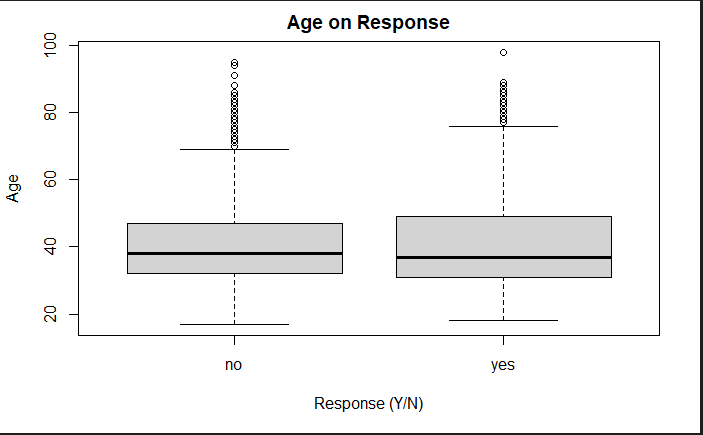 Age on Response
100
80
60
40
20
Age
no
yes
Response (Y/N)